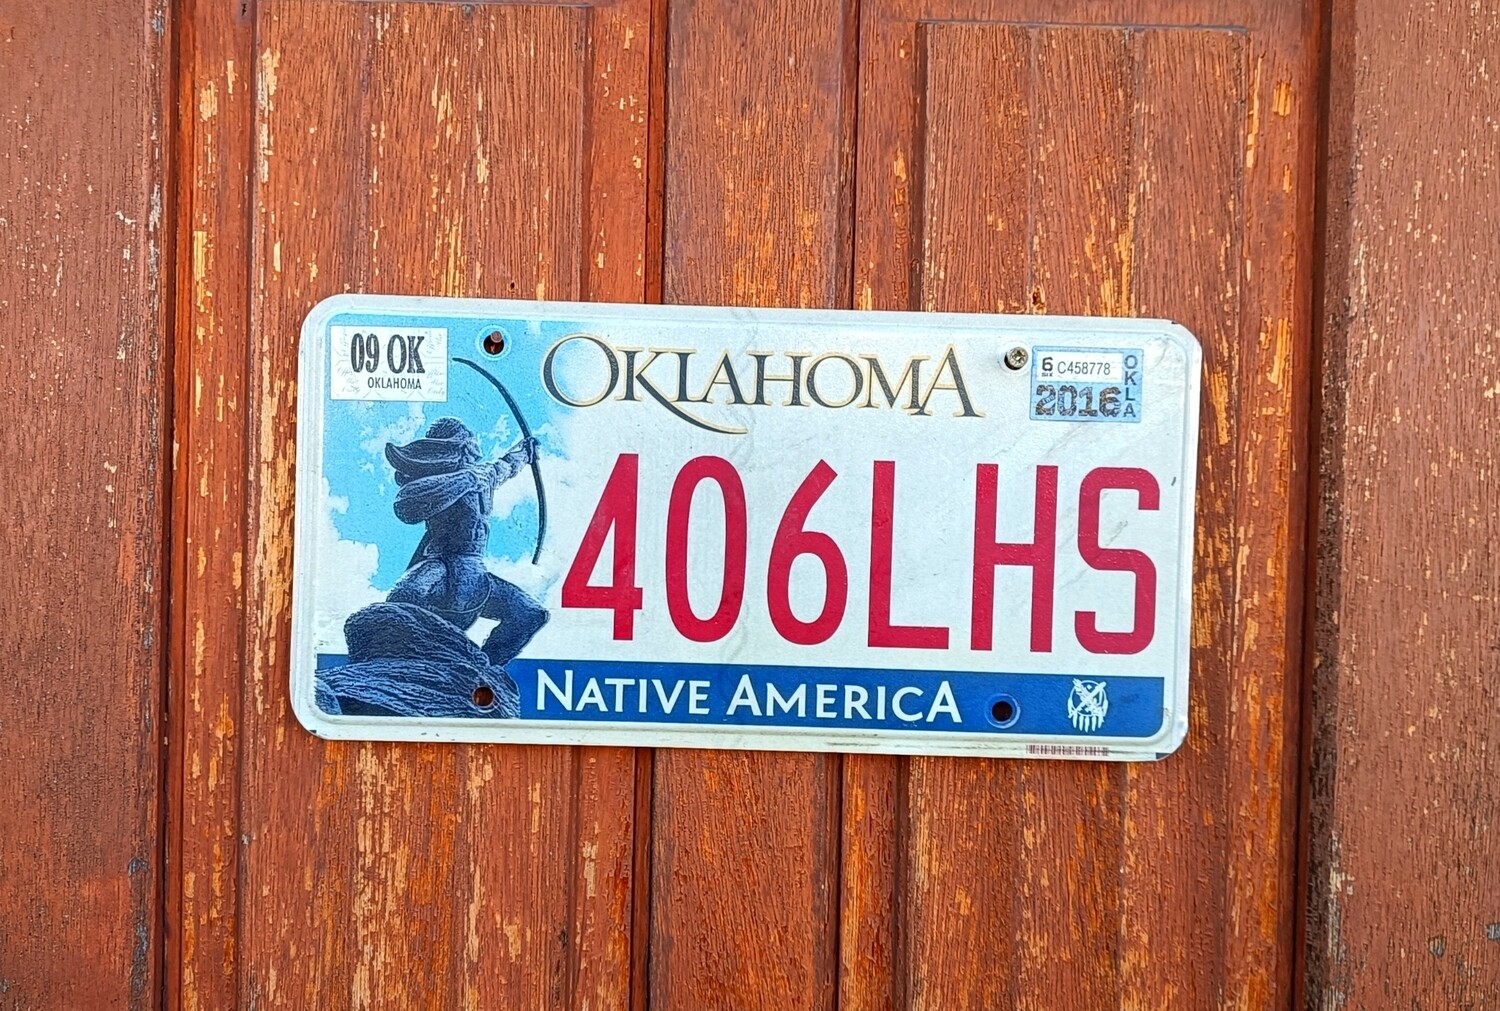 09 OK
OKLAHOMA
OKLAHOMA
6 C458778
2016
OKLA
406LHS
NATIVE AMERICA